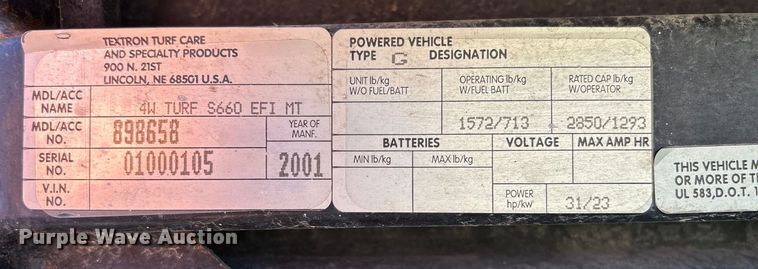 TEXTRON TURF CARE
AND SPECIALTY PRODUCTS
900 N. 21ST
LINCOLN, NE 68501 U.S.A.
MDL/ACC NAME 4W TURF S660 EFI MT
MDL/ACC NO. 898658 YEAR OF MANF.
SERIAL NO. 01000105 2001
V.I.N. NO.
POWERED VEHICLE
TYPE G DESIGNATION
UNIT lb/kg W/O FUEL/BATT OPERATING lb/kg W/FUEL BATT RATED CAP lb/kg W/OPERATOR
1572/713 2850/1293
BATTERIES VOLTAGE MAX AMP HR
MIN lb/kg MAX lb/kg
POWER hp/kw 31/23
THIS VEHICLE M
OR MORE OF T
UL 583,D.O.T. 1
Purple Wave Auction